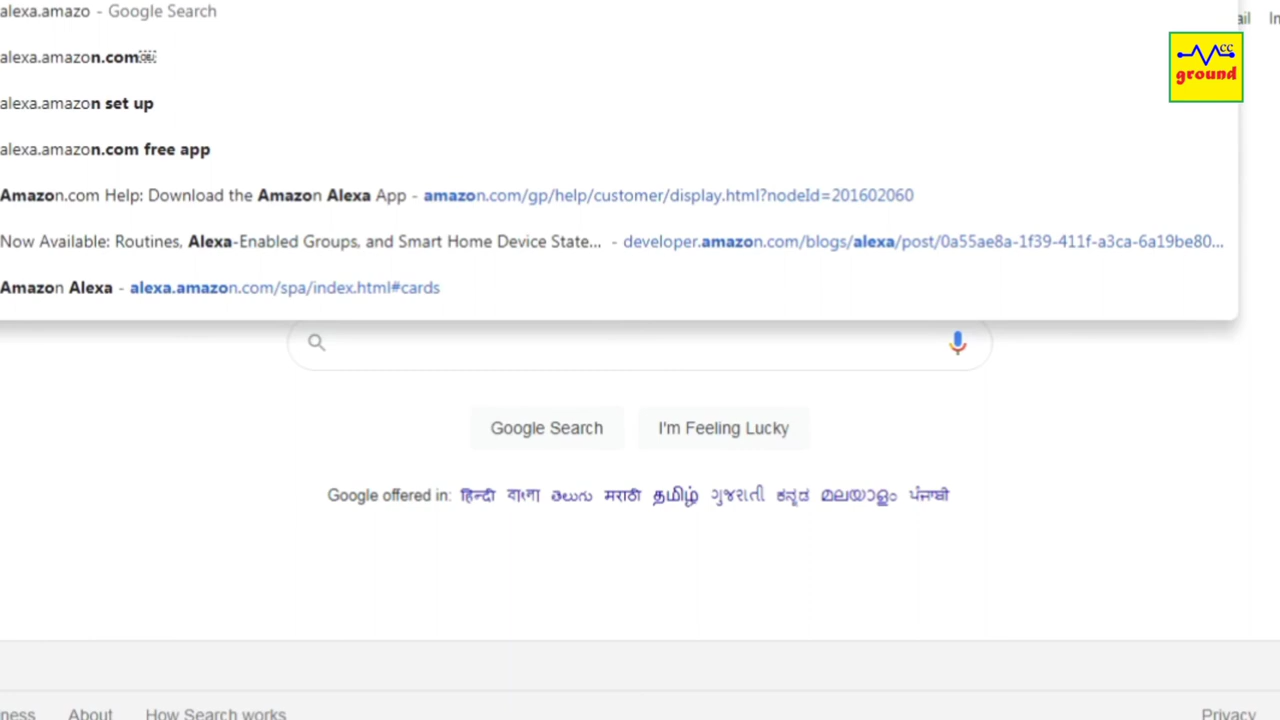 alexa.amazo - Google Search
ail
alexa.amazon.com
cc
ground
alexa.amazon set up
alexa.amazon.com free app
Amazon.com Help: Download the Amazon Alexa App - amazon.com/gp/help/customer/display.html?nodeId=201602060
Now Available: Routines, Alexa-Enabled Groups, and Smart Home Device State... - developer.amazon.com/blogs/alexa/post/0a55ae8a-1f39-411f-a3ca-6a19be80...
Amazon Alexa - alexa.amazon.com/spa/index.html#cards
Google Search I'm Feeling Lucky
Google offered in: हिन्दी বাংলা తెలుగు मराठी தமிழ் ગુજરાતી ಕನ್ನಡ മലയാളം ਪੰਜਾਬੀ
ness About How Search works Privacy